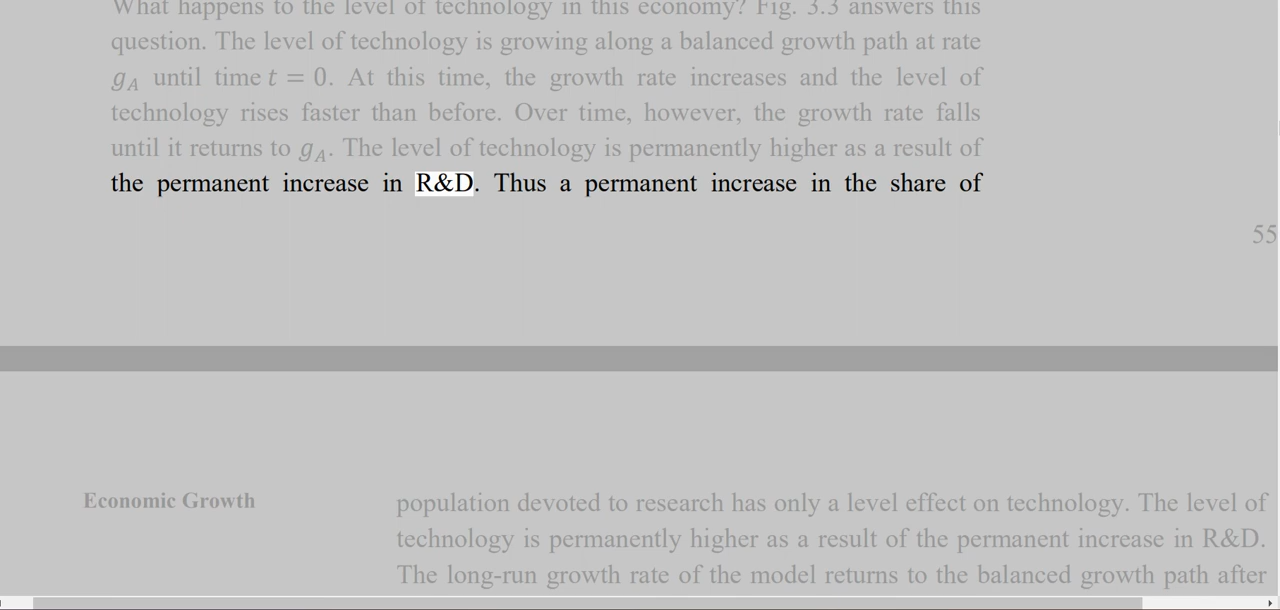 What happens to the level of technology in this economy? Fig. 3.3 answers this
question. The level of technology is growing along a balanced growth path at rate
g_A until time t = 0. At this time, the growth rate increases and the level of
technology rises faster than before. Over time, however, the growth rate falls
until it returns to g_A. The level of technology is permanently higher as a result of
the permanent increase in R&D. Thus a permanent increase in the share of
55
Economic Growth
population devoted to research has only a level effect on technology. The level of
technology is permanently higher as a result of the permanent increase in R&D.
The long-run growth rate of the model returns to the balanced growth path after